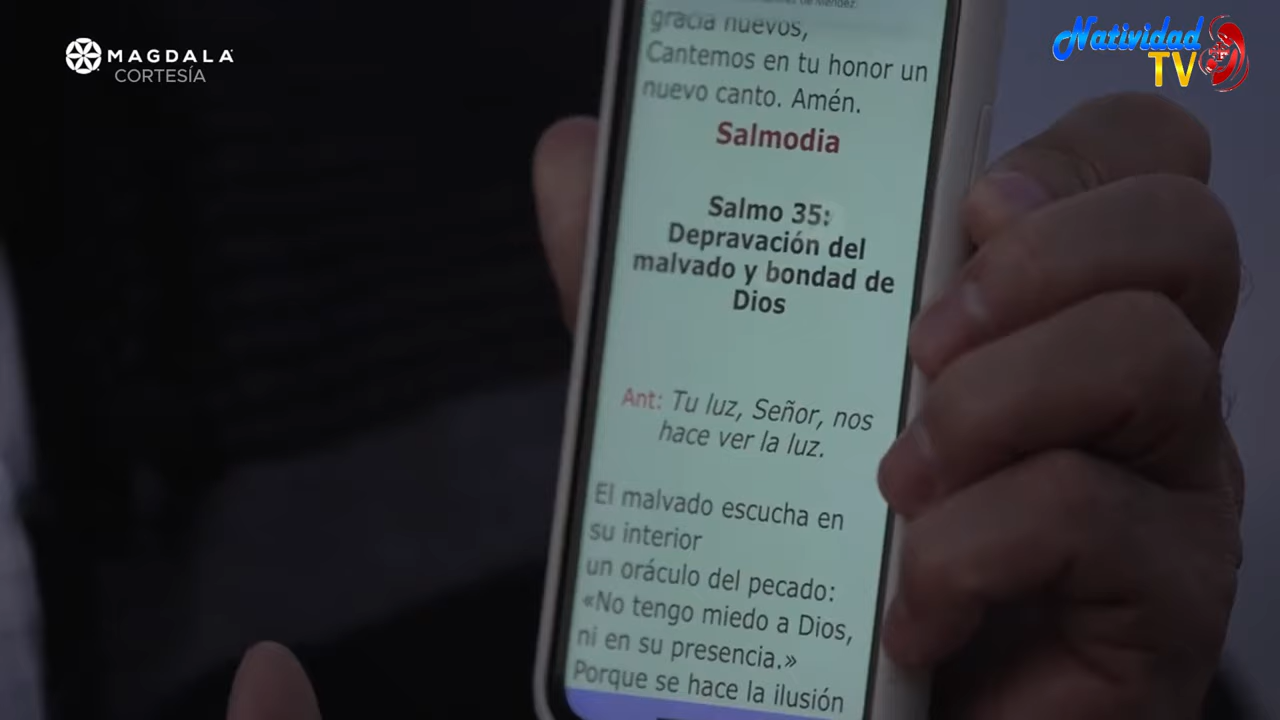 MAGDALA
CORTESÍA
Natividad
TV
gracia nuevos,
Cantemos en tu honor un
nuevo canto. Amén.
Salmodia
Salmo 35:
Depravación del
malvado y bondad de
Dios
Ant: Tu luz, Señor, nos
hace ver la luz.
El malvado escucha en
su interior
un oráculo del pecado:
«No tengo miedo a Dios,
ni en su presencia.»
Porque se hace la ilusión